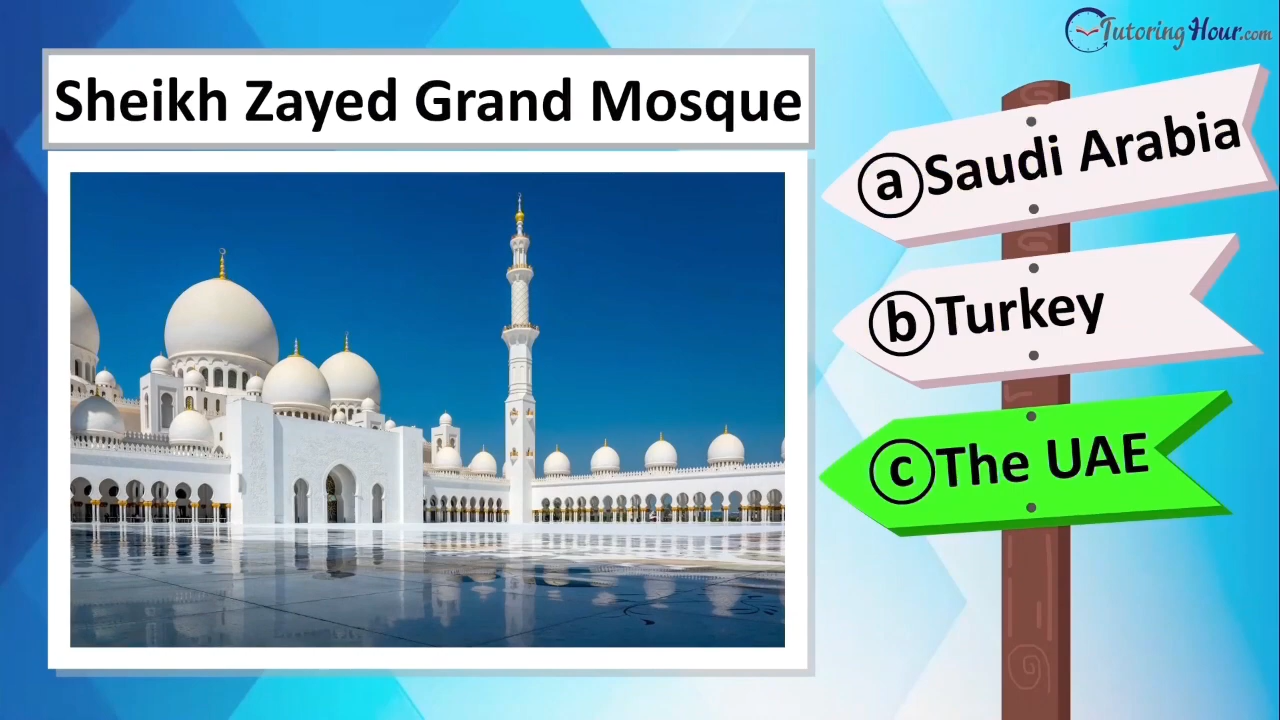 TutoringHour.com
Sheikh Zayed Grand Mosque
a Saudi Arabia
b Turkey
c The UAE